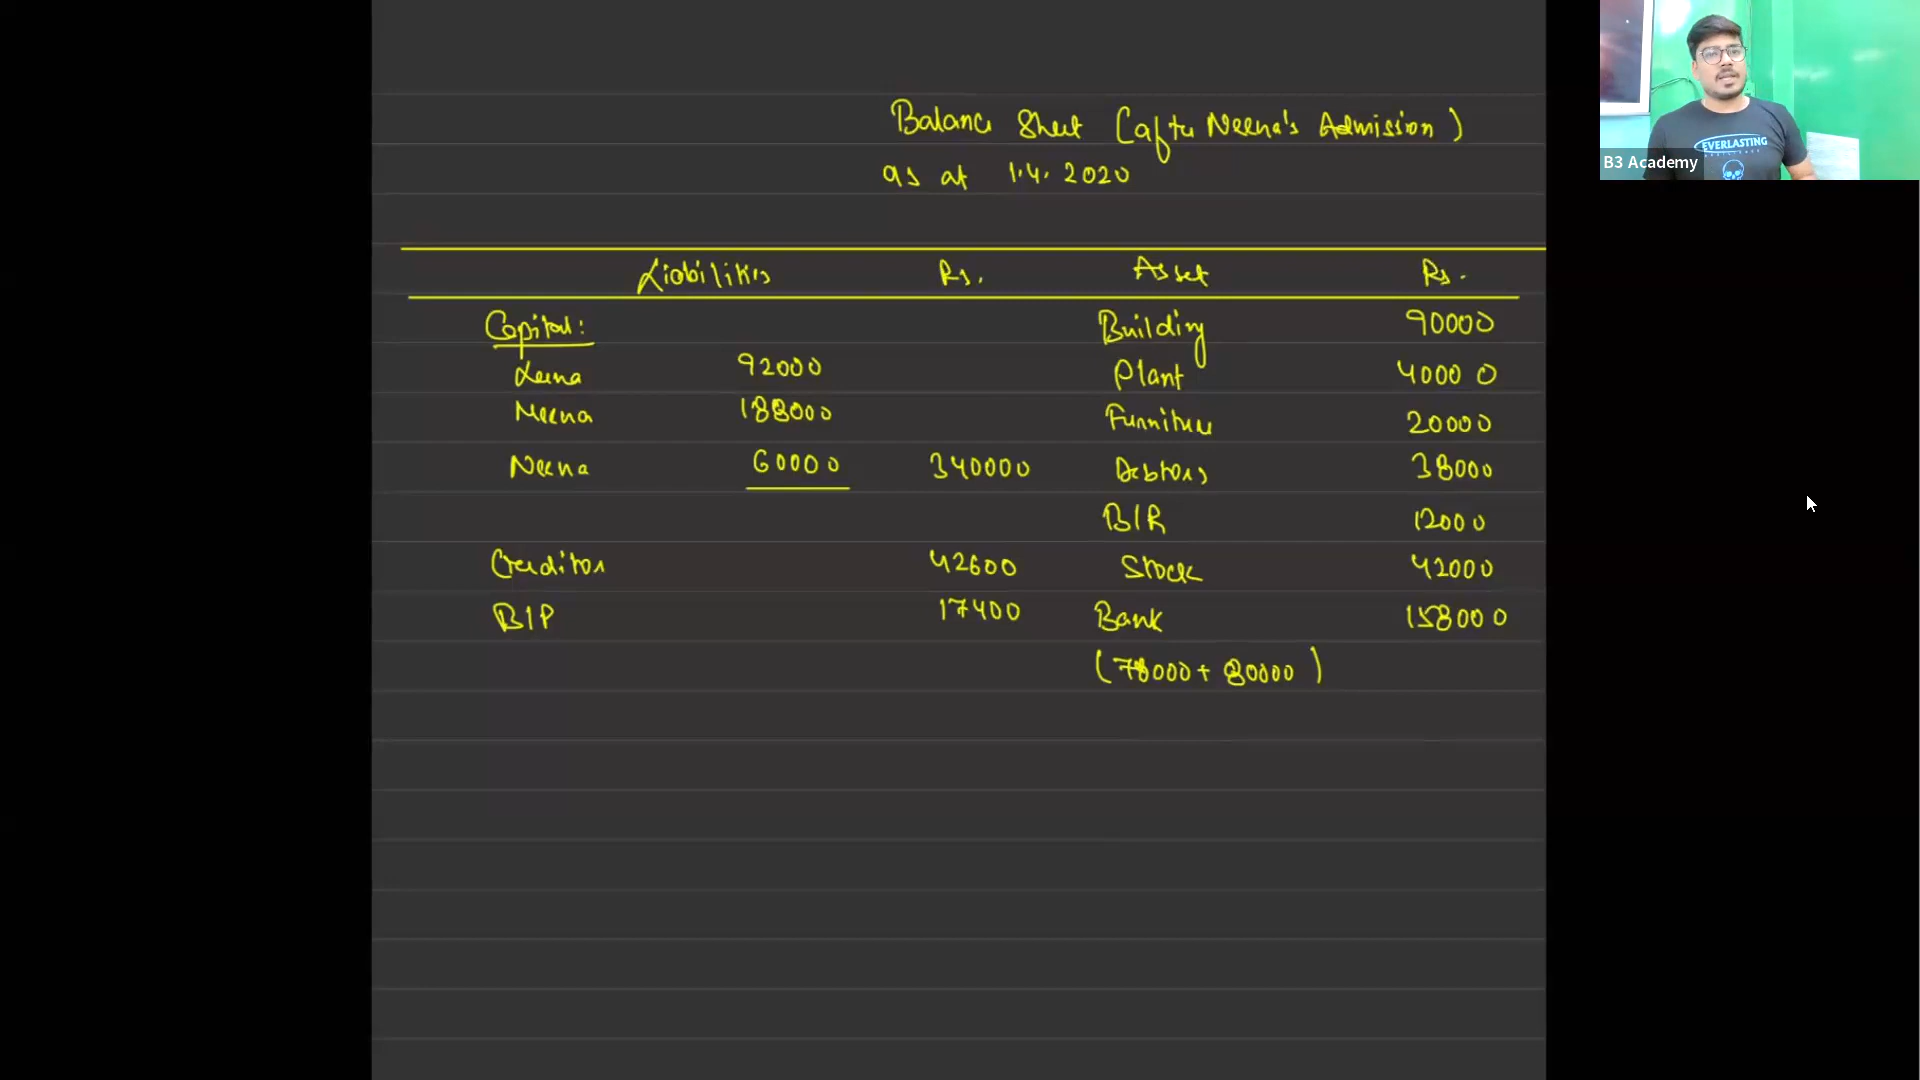 Balance Sheet (after Neena's Admission)
as at 1.4.2020
Liabilities Rs. Asset Rs.
Capital: Building 90000
Leena 92000 Plant 40000
Meena 188000 Furniture 20000
Neena 60000 340000 Debtors 38000
B/R 12000
Creditor 42600 Stock 42000
B/P 17400 Bank 158000
(78000 + 80000)
EVERLASTING
B3 Academy